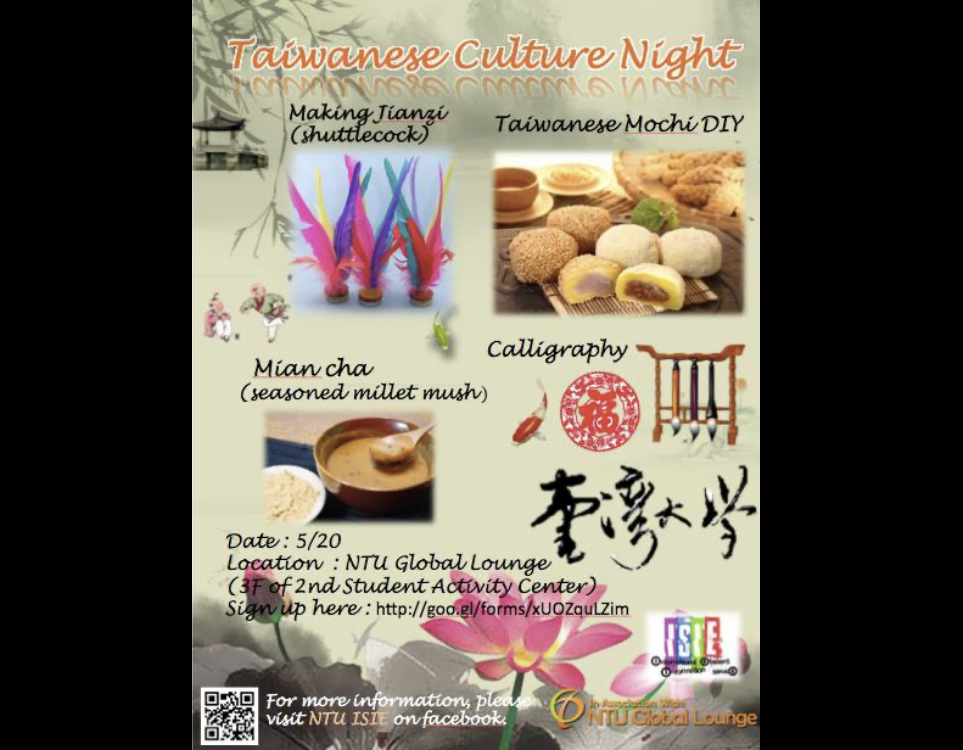 Taiwanese Culture Night
Making Jianzi
(shuttlecock)
Taiwanese Mochi DIY
Mian cha
(seasoned millet mush)
Calligraphy
福
臺灣大學
Date : 5/20
Location : NTU Global Lounge
(3F of 2nd Student Activity Center)
Sign up here : http://goo.gl/forms/xUOZquLZim
ISIE
International Student
Information
For more information, please
visit NTU ISIE on facebook.
In Association With:
NTU Global Lounge